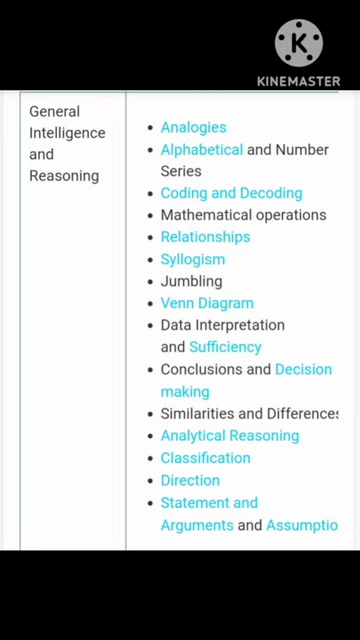 K
KINEMASTER
General
Intelligence
and
Reasoning
• Analogies
• Alphabetical and Number
Series
• Coding and Decoding
• Mathematical operations
• Relationships
• Syllogism
• Jumbling
• Venn Diagram
• Data Interpretation
and Sufficiency
• Conclusions and Decision
making
• Similarities and Differences
• Analytical Reasoning
• Classification
• Direction
• Statement and
Arguments and Assumptio